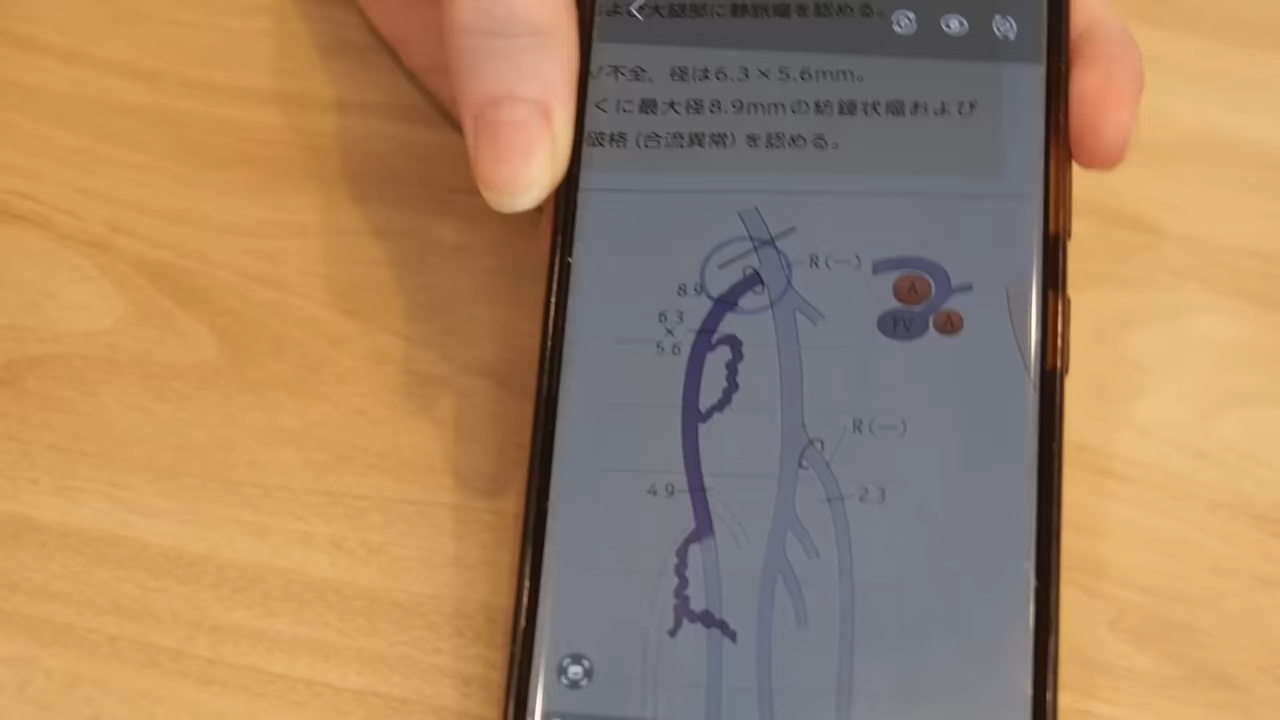 よび大腿部に静脈瘤を認める。
不全、径は6.3×5.6mm。
くに最大径8.9mmの紡錘状瘤および
破格(合流異常)を認める。
R(−)
A
8.9
FV
A
6.3
×
5.6
R(−)
4.9
2.3